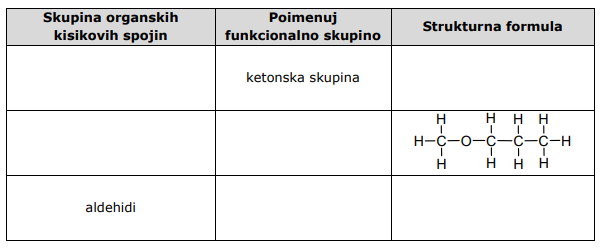 Skupina organskih
kisikovih spojin
Poimenuj
funkcionalno skupino
Strukturna formula
ketonska skupina
H H H H
H–C–O–C–C–C–H
H H H H
aldehidi